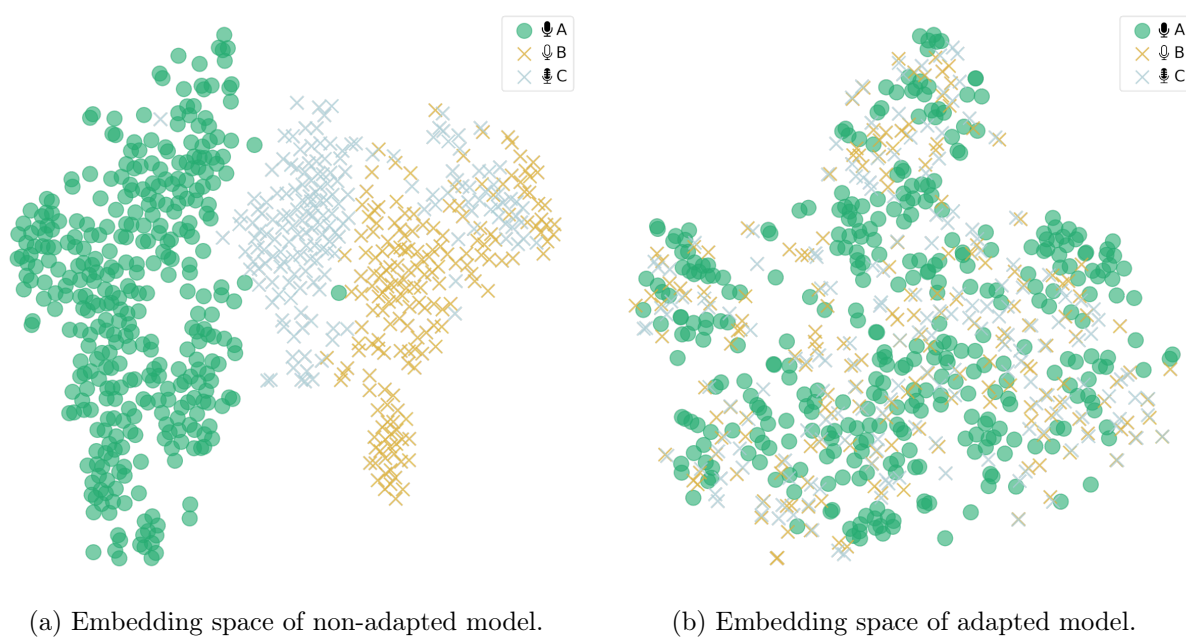 A
B
C
A
B
C
(a) Embedding space of non-adapted model.
(b) Embedding space of adapted model.